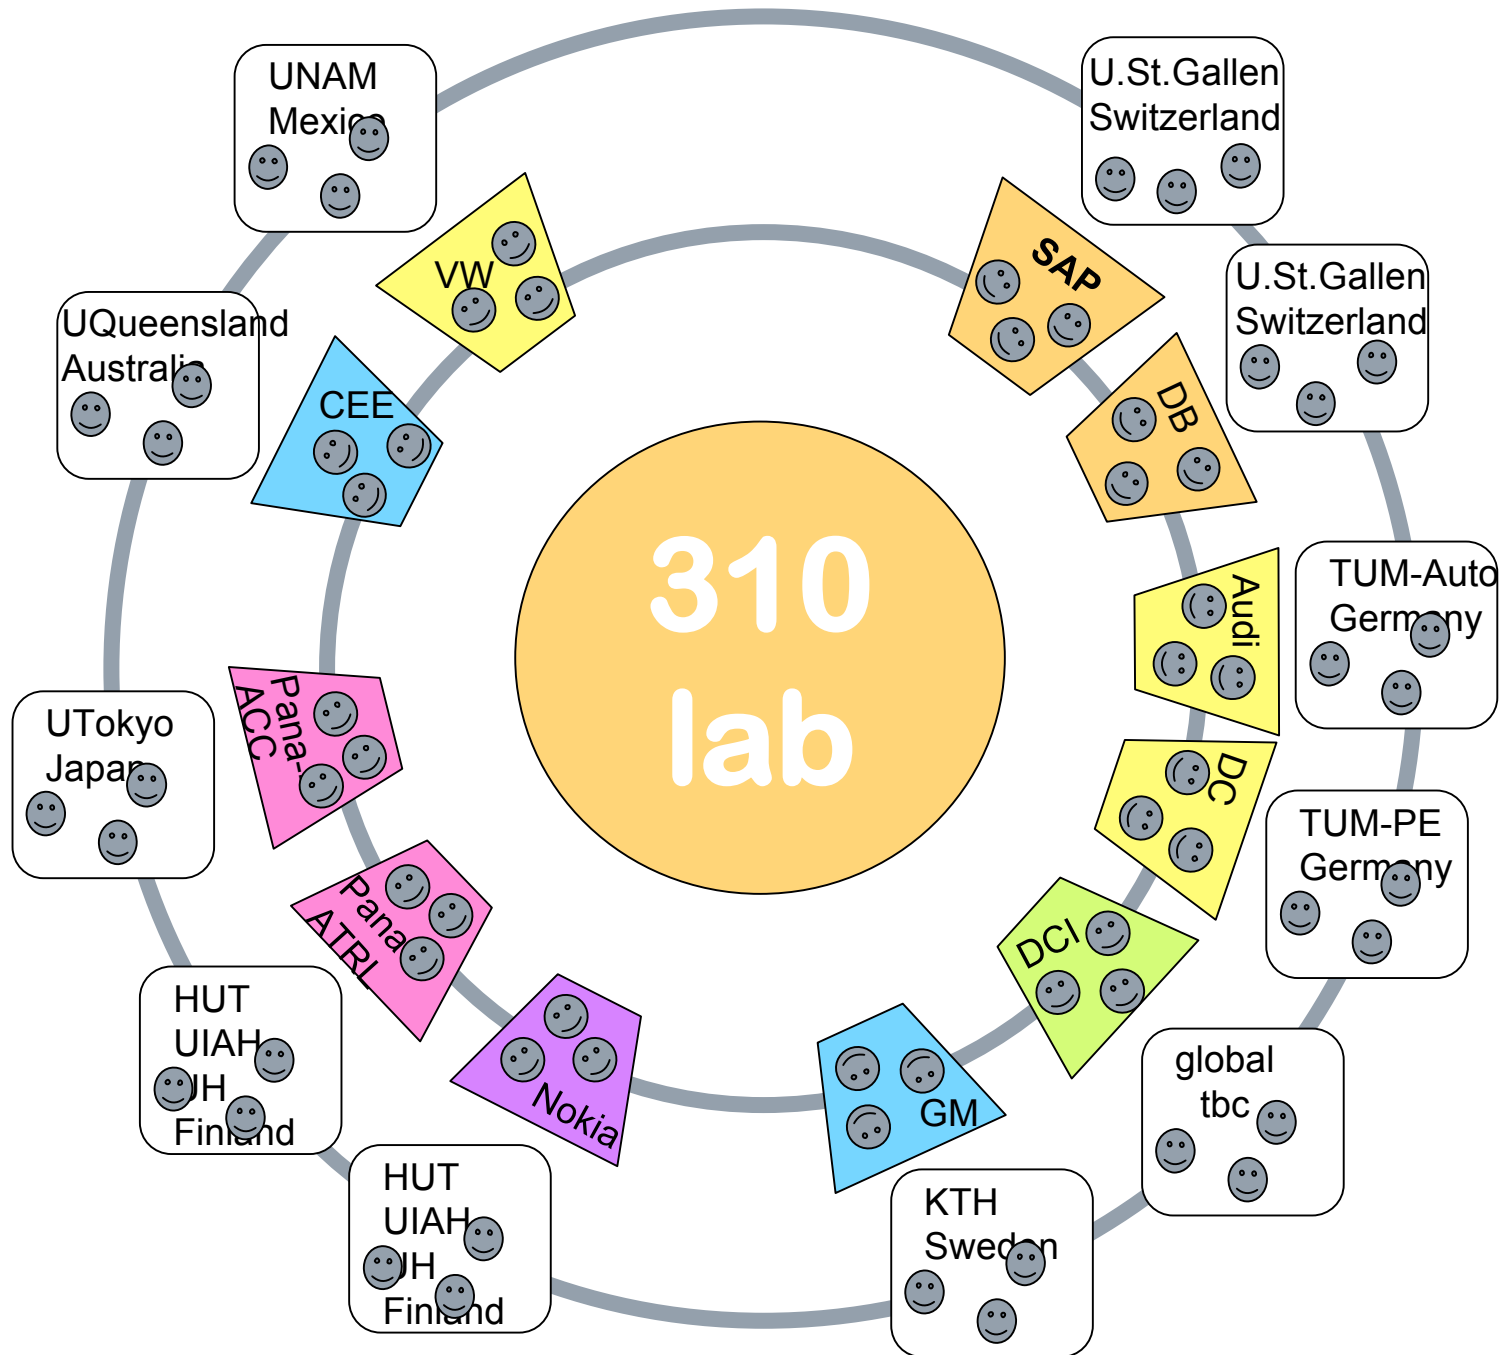 UNAM
Mexico
U.St.Gallen
Switzerland
VW
SAP
U.St.Gallen
Switzerland
UQueensland
Australia
CEE
DB
310
lab
Audi
TUM-Auto
Germany
Pana-
ACC
UTokyo
Japan
DC
TUM-PE
Germany
Pana
ATRL
DCI
HUT
UIAH
UH
Finland
Nokia
GM
global
tbc
HUT
UIAH
UH
Finland
KTH
Sweden